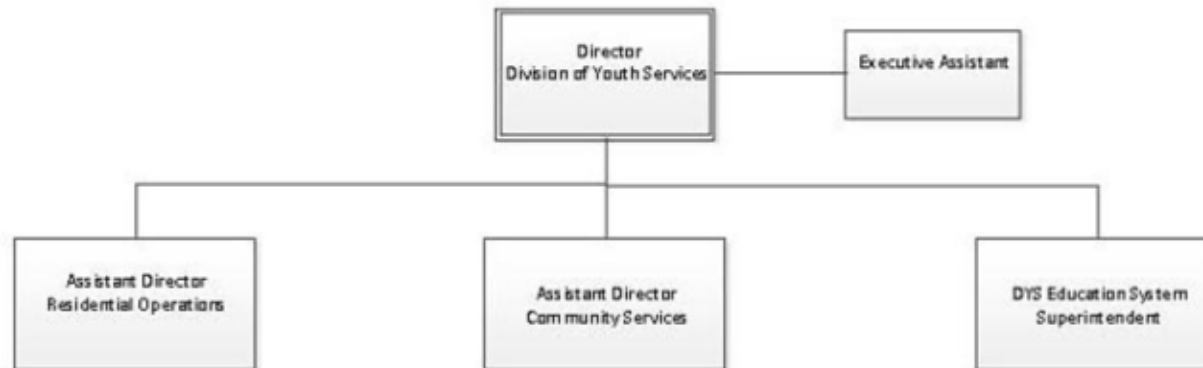 Director
Division of Youth Services
Executive Assistant
Assistant Director
Residential Operations
Assistant Director
Community Services
DYS Education System
Superintendent